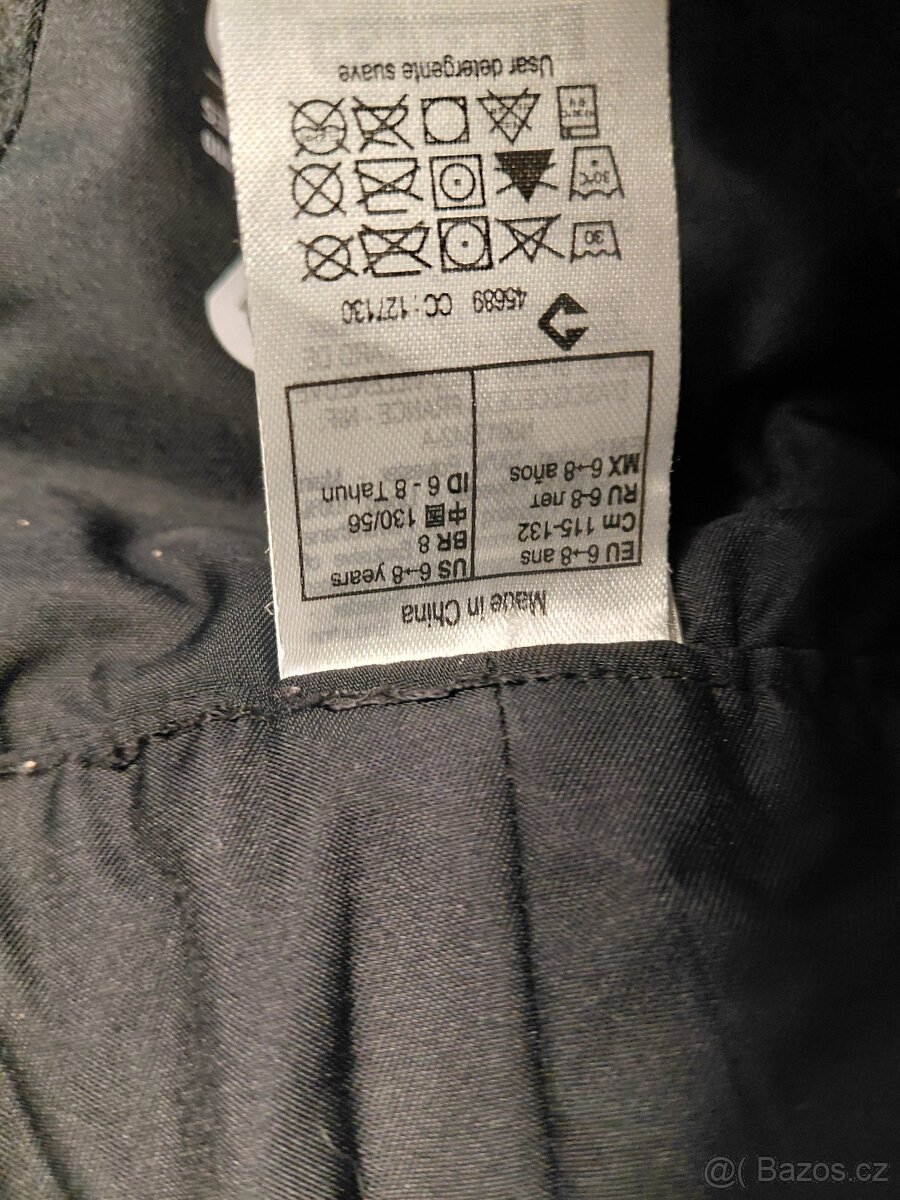 Made in China
EU 6→8 ans
Cm 115-132
RU 6-8 лет
MX 6→8 años
US 6→8 years
BR 8
中國 130/56
ID 6 - 8 Tahun
45689 CC : 127130
30
30°C
Usar detergente suave
@( Bazos.cz